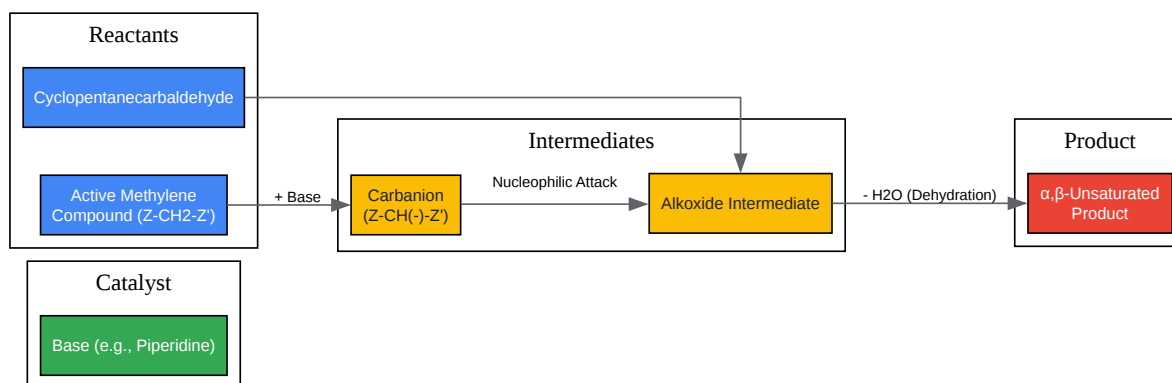 Reactants
Cyclopentanecarbaldehyde
Active Methylene
Compound (Z-CH2-Z')
+ Base
Intermediates
Carbanion
(Z-CH(-)-Z')
Nucleophilic Attack
Alkoxide Intermediate
- H2O (Dehydration)
Product
α,β-Unsaturated
Product
Catalyst
Base (e.g., Piperidine)